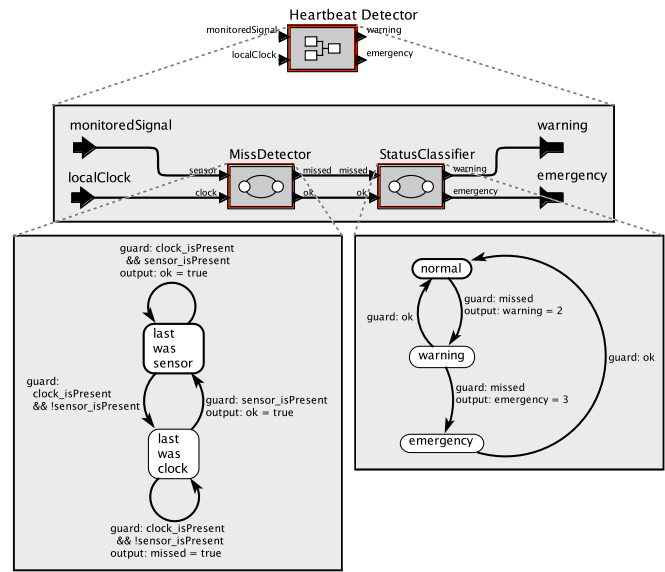 Heartbeat Detector
monitoredSignal
warning
localClock
emergency
monitoredSignal
warning
MissDetector
StatusClassifier
localClock
emergency
sensor
missed
missed
warning
clock
ok
ok
emergency
guard: clock_isPresent
&& sensor_isPresent
output: ok = true
last
was
sensor
guard:
clock_isPresent
&& !sensor_isPresent
guard: sensor_isPresent
output: ok = true
last
was
clock
guard: clock_isPresent
&& !sensor_isPresent
output: missed = true
normal
guard: missed
output: warning = 2
guard: ok
warning
guard: ok
guard: missed
output: emergency = 3
emergency